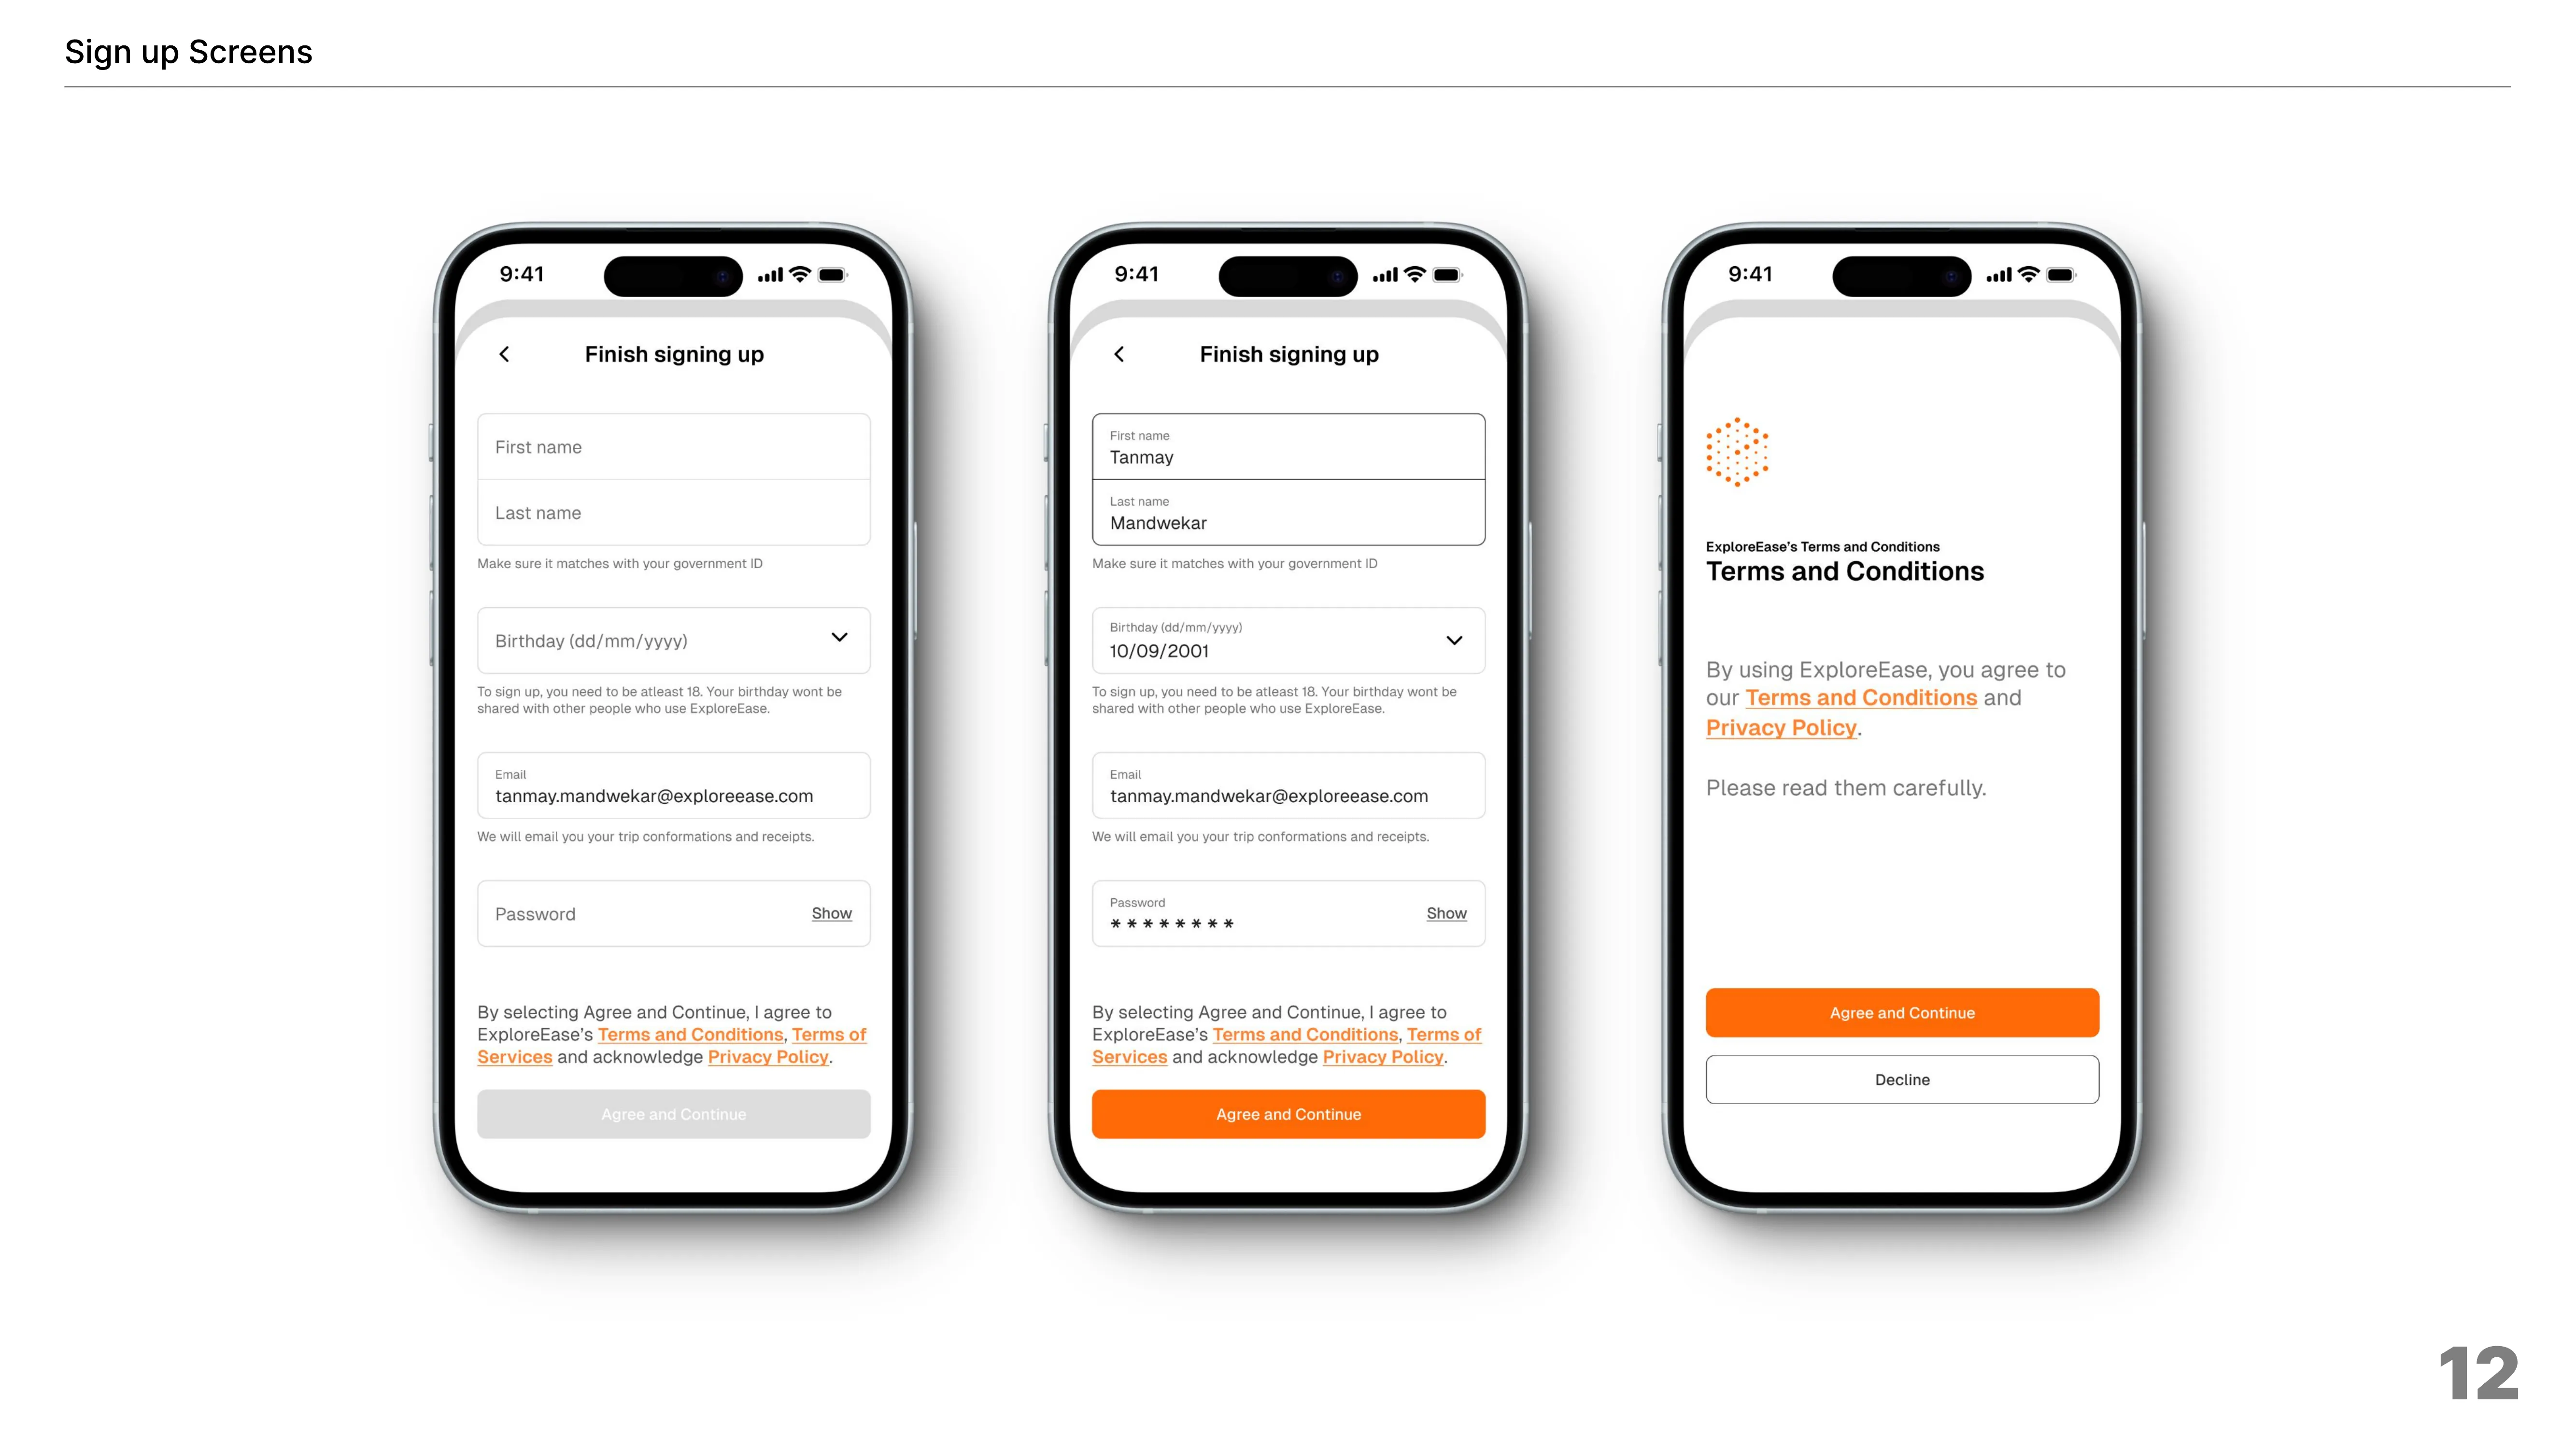 Sign up Screens
9:41
Finish signing up
First name
Last name
Make sure it matches with your government ID
Birthday (dd/mm/yyyy)
To sign up, you need to be atleast 18. Your birthday wont be
shared with other people who use ExploreEase.
Email
tanmay.mandwekar@exploreease.com
We will email you your trip conformations and receipts.
Password
Show
By selecting Agree and Continue, I agree to
ExploreEase's Terms and Conditions, Terms of
Services and acknowledge Privacy Policy.
Agree and Continue
9:41
Finish signing up
First name
Tanmay
Last name
Mandwekar
Make sure it matches with your government ID
Birthday (dd/mm/yyyy)
10/09/2001
To sign up, you need to be atleast 18. Your birthday wont be
shared with other people who use ExploreEase.
Email
tanmay.mandwekar@exploreease.com
We will email you your trip conformations and receipts.
Password
* * * * * * * *
Show
By selecting Agree and Continue, I agree to
ExploreEase's Terms and Conditions, Terms of
Services and acknowledge Privacy Policy.
Agree and Continue
9:41
ExploreEase's Terms and Conditions
Terms and Conditions
By using ExploreEase, you agree to
our Terms and Conditions and
Privacy Policy.
Please read them carefully.
Agree and Continue
Decline
12